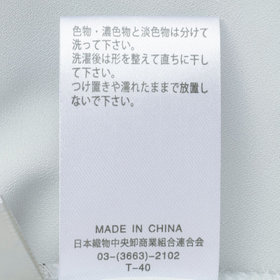 色物・濃色物と淡色物は分けて
洗って下さい。
洗濯後は形を整えて直ちに干し
て下さい。
つけ置きや濡れたままで放置し
ないで下さい。
MADE IN CHINA
日本織物中央卸商業組合連合会
03-(3663)-2102
T-40